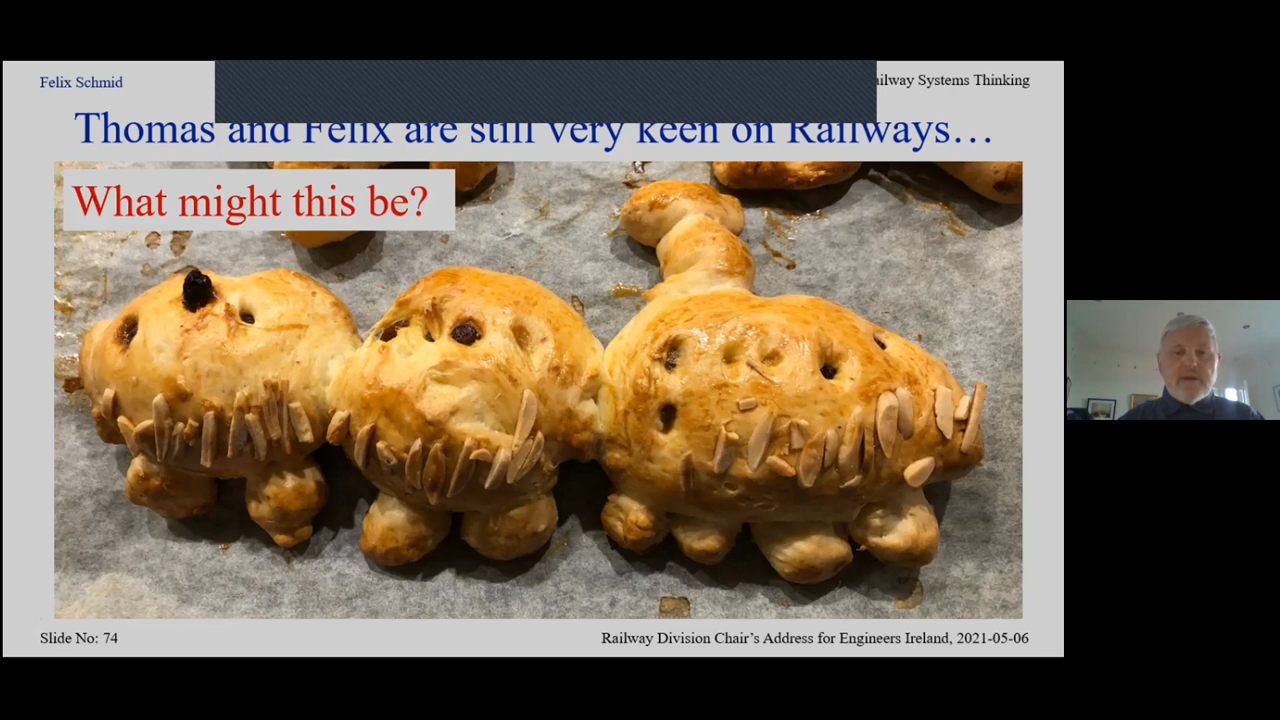 Felix Schmid
ailway Systems Thinking
Thomas and Felix are still very keen on Railways…
What might this be?
Slide No: 74
Railway Division Chair's Address for Engineers Ireland, 2021-05-06